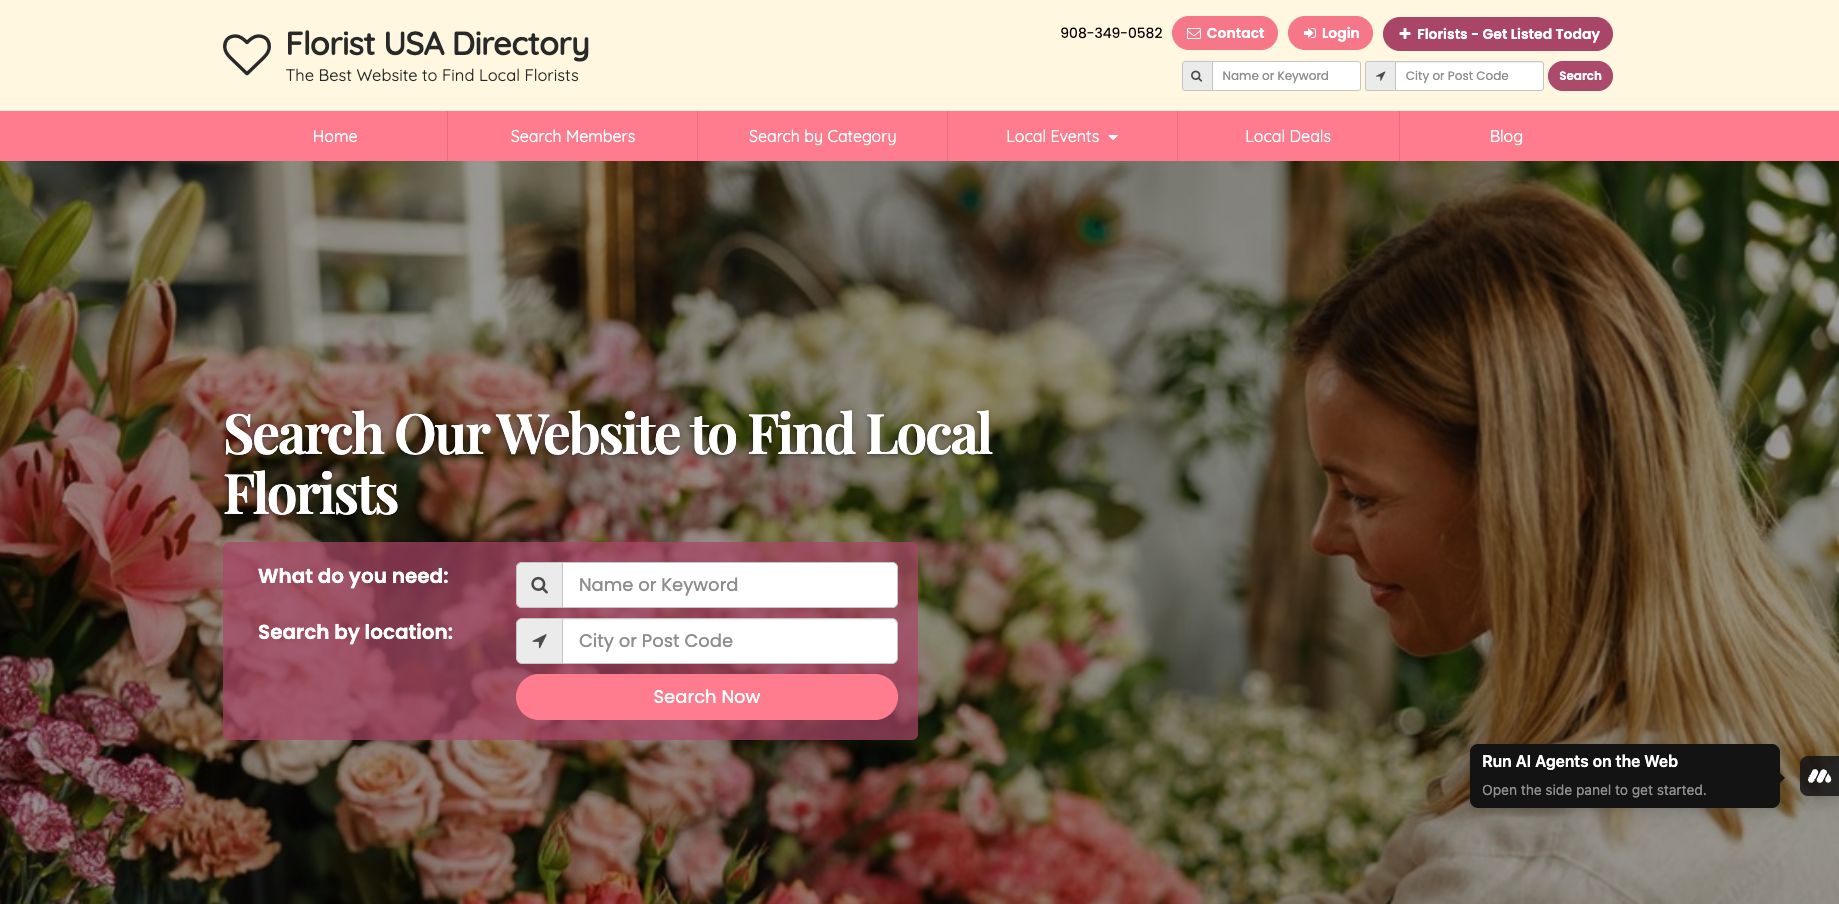 Florist USA Directory
The Best Website to Find Local Florists
908-349-0582
Contact
Login
Florists - Get Listed Today
Name or Keyword
City or Post Code
Search
Home
Search Members
Search by Category
Local Events
Local Deals
Blog
Search Our Website to Find Local
Florists
What do you need:
Name or Keyword
Search by location:
City or Post Code
Search Now
Run AI Agents on the Web
Open the side panel to get started.